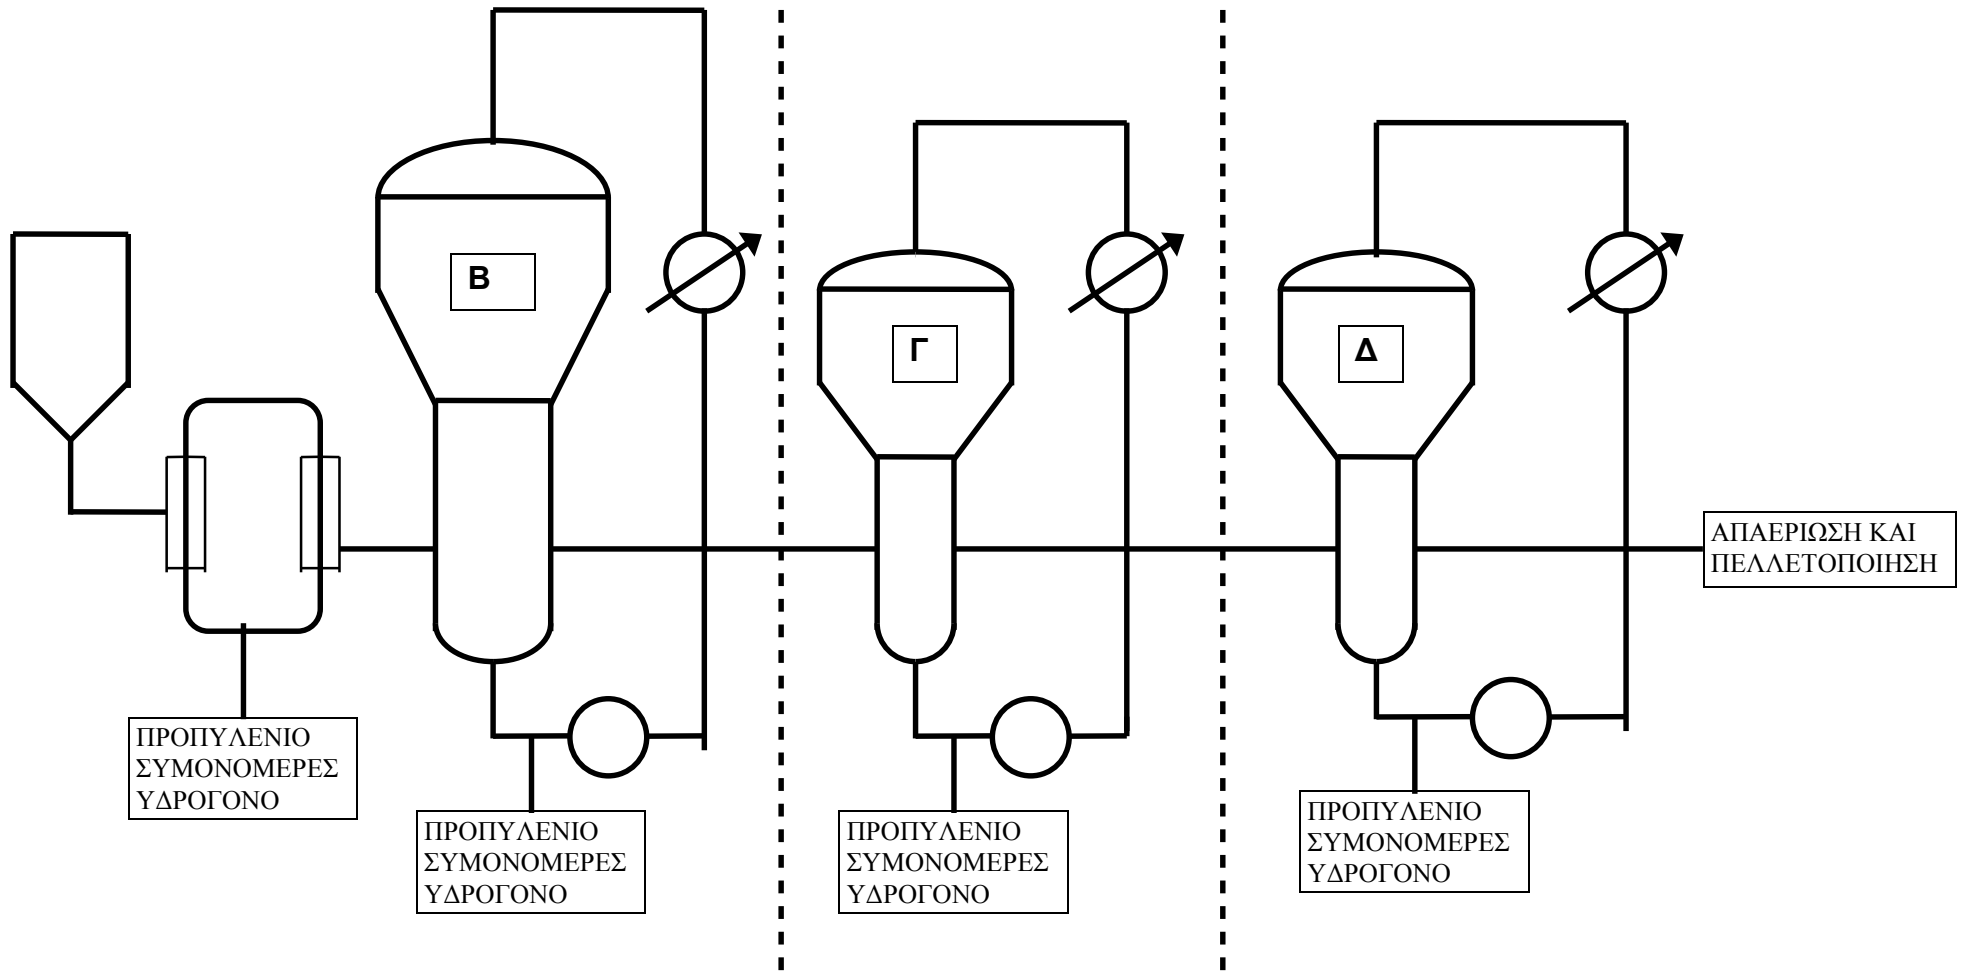 Β
Γ
Δ
ΑΠΑΕΡΙΩΣΗ ΚΑΙ
ΠΕΛΛΕΤΟΠΟΙΗΣΗ
ΠΡΟΠΥΛΕΝΙΟ
ΣΥΜΟΝΟΜΕΡΕΣ
ΥΔΡΟΓΟΝΟ
ΠΡΟΠΥΛΕΝΙΟ
ΣΥΜΟΝΟΜΕΡΕΣ
ΥΔΡΟΓΟΝΟ
ΠΡΟΠΥΛΕΝΙΟ
ΣΥΜΟΝΟΜΕΡΕΣ
ΥΔΡΟΓΟΝΟ
ΠΡΟΠΥΛΕΝΙΟ
ΣΥΜΟΝΟΜΕΡΕΣ
ΥΔΡΟΓΟΝΟ